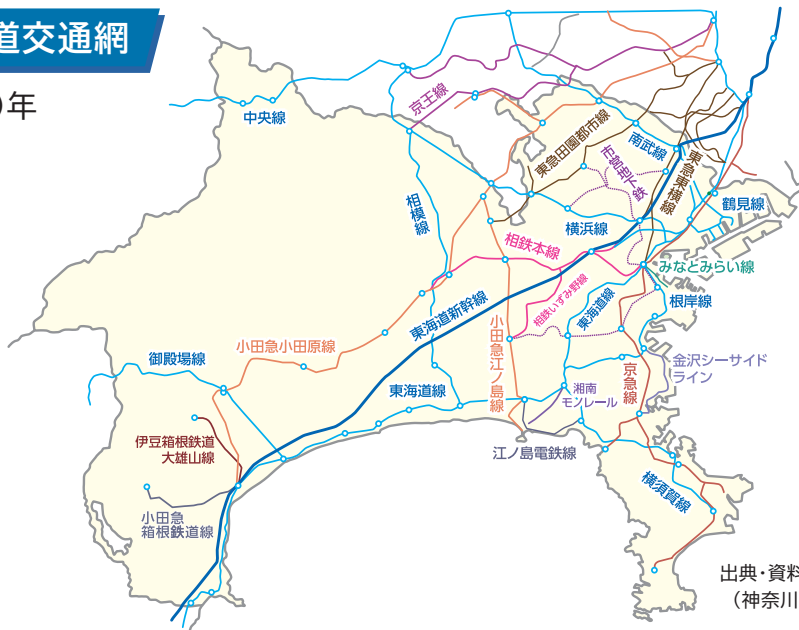 道交通網
年
中央線
京王線
東急田園都市線
南武線
市営地下鉄
東急東横線
鶴見線
相模線
横浜線
相鉄本線
みなとみらい線
相鉄いずみ野線
東海道新幹線
東海道線
根岸線
小田急小田原線
小田急江ノ島線
御殿場線
金沢シーサイド
ライン
京急線
東海道線
湘南
モノレール
伊豆箱根鉄道
大雄山線
江ノ島電鉄線
横須賀線
小田急
箱根鉄道線
出典・資料
（神奈川